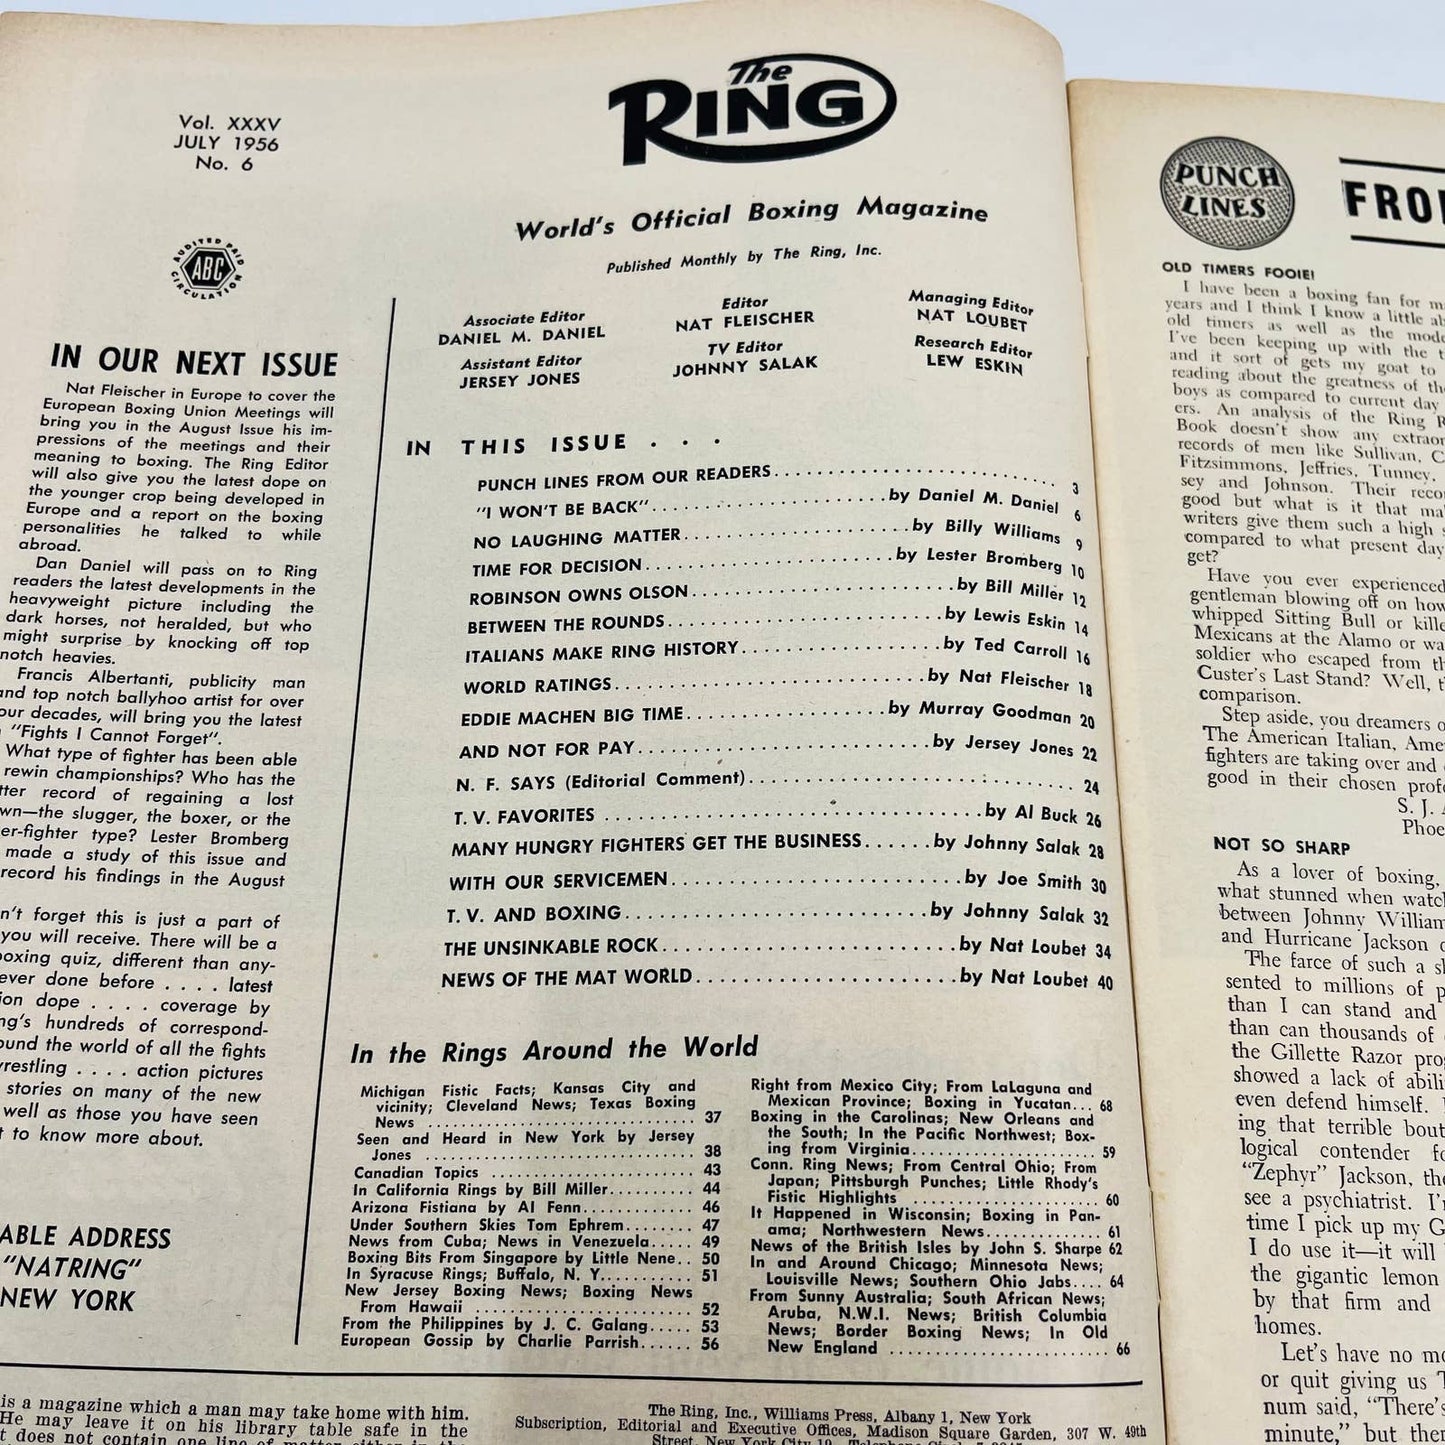 Vol. XXXV
JULY 1956
No. 6
AUDITED PAID
ABC
CIRCULATION
IN OUR NEXT ISSUE
Nat Fleischer in Europe to cover the
European Boxing Union Meetings will
bring you in the August Issue his im-
pressions of the meetings and their
meaning to boxing. The Ring Editor
will also give you the latest dope on
the younger crop being developed in
Europe and a report on the boxing
personalities he talked to while
abroad.
Dan Daniel will pass on to Ring
readers the latest developments in the
heavyweight picture including the
dark horses, not heralded, but who
might surprise by knocking off top
notch heavies.
Francis Albertanti, publicity man
and top notch ballyhoo artist for over
our decades, will bring you the latest
"Fights I Cannot Forget".
What type of fighter has been able
rewin championships? Who has the
tter record of regaining a lost
wn—the slugger, the boxer, or the
er-fighter type? Lester Bromberg
made a study of this issue and
record his findings in the August
n't forget this is just a part of
you will receive. There will be a
oxing quiz, different than any-
ever done before . . . . latest
ion dope . . . . coverage by
ng's hundreds of correspond-
ound the world of all the fights
wrestling . . . . action pictures
stories on many of the new
well as those you have seen
t to know more about.
ABLE ADDRESS
"NATRING"
NEW YORK
The
RING
World's Official Boxing Magazine
Published Monthly by The Ring, Inc.
Associate Editor
DANIEL M. DANIEL
Editor
NAT FLEISCHER
Managing Editor
NAT LOUBET
Assistant Editor
JERSEY JONES
TV Editor
JOHNNY SALAK
Research Editor
LEW ESKIN
IN THIS ISSUE . . .
PUNCH LINES FROM OUR READERS........................ 3
"I WON'T BE BACK"....................by Daniel M. Daniel 6
NO LAUGHING MATTER....................by Billy Williams 9
TIME FOR DECISION....................by Lester Bromberg 10
ROBINSON OWNS OLSON....................by Bill Miller 12
BETWEEN THE ROUNDS....................by Lewis Eskin 14
ITALIANS MAKE RING HISTORY....................by Ted Carroll 16
WORLD RATINGS....................by Nat Fleischer 18
EDDIE MACHEN BIG TIME....................by Murray Goodman 20
AND NOT FOR PAY....................by Jersey Jones 22
N. F. SAYS (Editorial Comment)........................ 24
T. V. FAVORITES ....................by Al Buck 26
MANY HUNGRY FIGHTERS GET THE BUSINESS......by Johnny Salak 28
WITH OUR SERVICEMEN....................by Joe Smith 30
T. V. AND BOXING....................by Johnny Salak 32
THE UNSINKABLE ROCK....................by Nat Loubet 34
NEWS OF THE MAT WORLD....................by Nat Loubet 40
In the Rings Around the World
Michigan Fistic Facts; Kansas City and
vicinity; Cleveland News; Texas Boxing
News .................... 37
Seen and Heard in New York by Jersey
Jones .................... 38
Canadian Topics .................... 43
In California Rings by Bill Miller.......... 44
Arizona Fistiana by Al Fenn............. 46
Under Southern Skies Tom Ephrem........ 47
News from Cuba; News in Venezuela..... 49
Boxing Bits From Singapore by Little Nene.. 50
In Syracuse Rings; Buffalo, N. Y........... 51
New Jersey Boxing News; Boxing News
From Hawaii .................... 52
From the Philippines by J. C. Galang..... 53
European Gossip by Charlie Parrish...... 56
Right from Mexico City; From LaLaguna and
Mexican Province; Boxing in Yucatan... 68
Boxing in the Carolinas; New Orleans and
the South; In the Pacific Northwest; Box-
ing from Virginia.................... 59
Conn. Ring News; From Central Ohio; From
Japan; Pittsburgh Punches; Little Rhody's
Fistic Highlights .................... 60
It Happened in Wisconsin; Boxing in Pan-
ama; Northwestern News.............. 61
News of the British Isles by John S. Sharpe 62
In and Around Chicago; Minnesota News;
Louisville News; Southern Ohio Jabs.... 64
From Sunny Australia; South African News;
Aruba, N.W.I. News; British Columbia
News; Border Boxing News; In Old
New England .................... 66
is a magazine which a man may take home with him.
He may leave it on his library table safe in the
t does not contain one line of matter either in the
The Ring, Inc., Williams Press, Albany 1, New York
Subscription, Editorial and Executive Offices, Madison Square Garden, 307 W. 49th
Street, New York City 19.
PUNCH
LINES
FRO
OLD TIMERS FOOIE!
I have been a boxing fan for m
years and I think I know a little ab
old timers as well as the mode
I've been keeping up with the t
and it sort of gets my goat to
reading about the greatness of th
boys as compared to current day
ers. An analysis of the Ring R
Book doesn't show any extraor
records of men like Sullivan, C
Fitzsimmons, Jeffries, Tunney,
sey and Johnson. Their reco
good but what is it that ma
writers give them such a high
compared to what present day
get?
Have you ever experienced
gentleman blowing off on how
whipped Sitting Bull or kille
Mexicans at the Alamo or wa
soldier who escaped from th
Custer's Last Stand? Well, t
comparison.
Step aside, you dreamers o
The American Italian, Ame
fighters are taking over and
good in their chosen profe
S. J.
Phoe
NOT SO SHARP
As a lover of boxing,
what stunned when watc
between Johnny William
and Hurricane Jackson
The farce of such a s
sented to millions of p
than I can stand and
than can thousands of
the Gillette Razor pro
showed a lack of abili
even defend himself.
ing that terrible bout
logical contender fo
"Zephyr" Jackson, the
see a psychiatrist. I'
time I pick up my G
I do use it—it will
the gigantic lemon
by that firm and
homes.
Let's have no mo
or quit giving us T
num said, "There's
minute," but ther